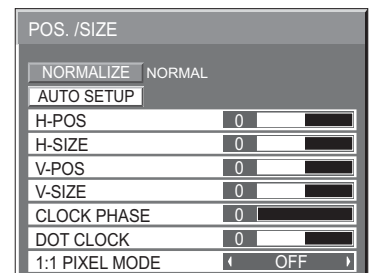 POS. /SIZE
NORMALIZE NORMAL
AUTO SETUP
H-POS 0
H-SIZE 0
V-POS 0
V-SIZE 0
CLOCK PHASE 0
DOT CLOCK 0
1:1 PIXEL MODE OFF